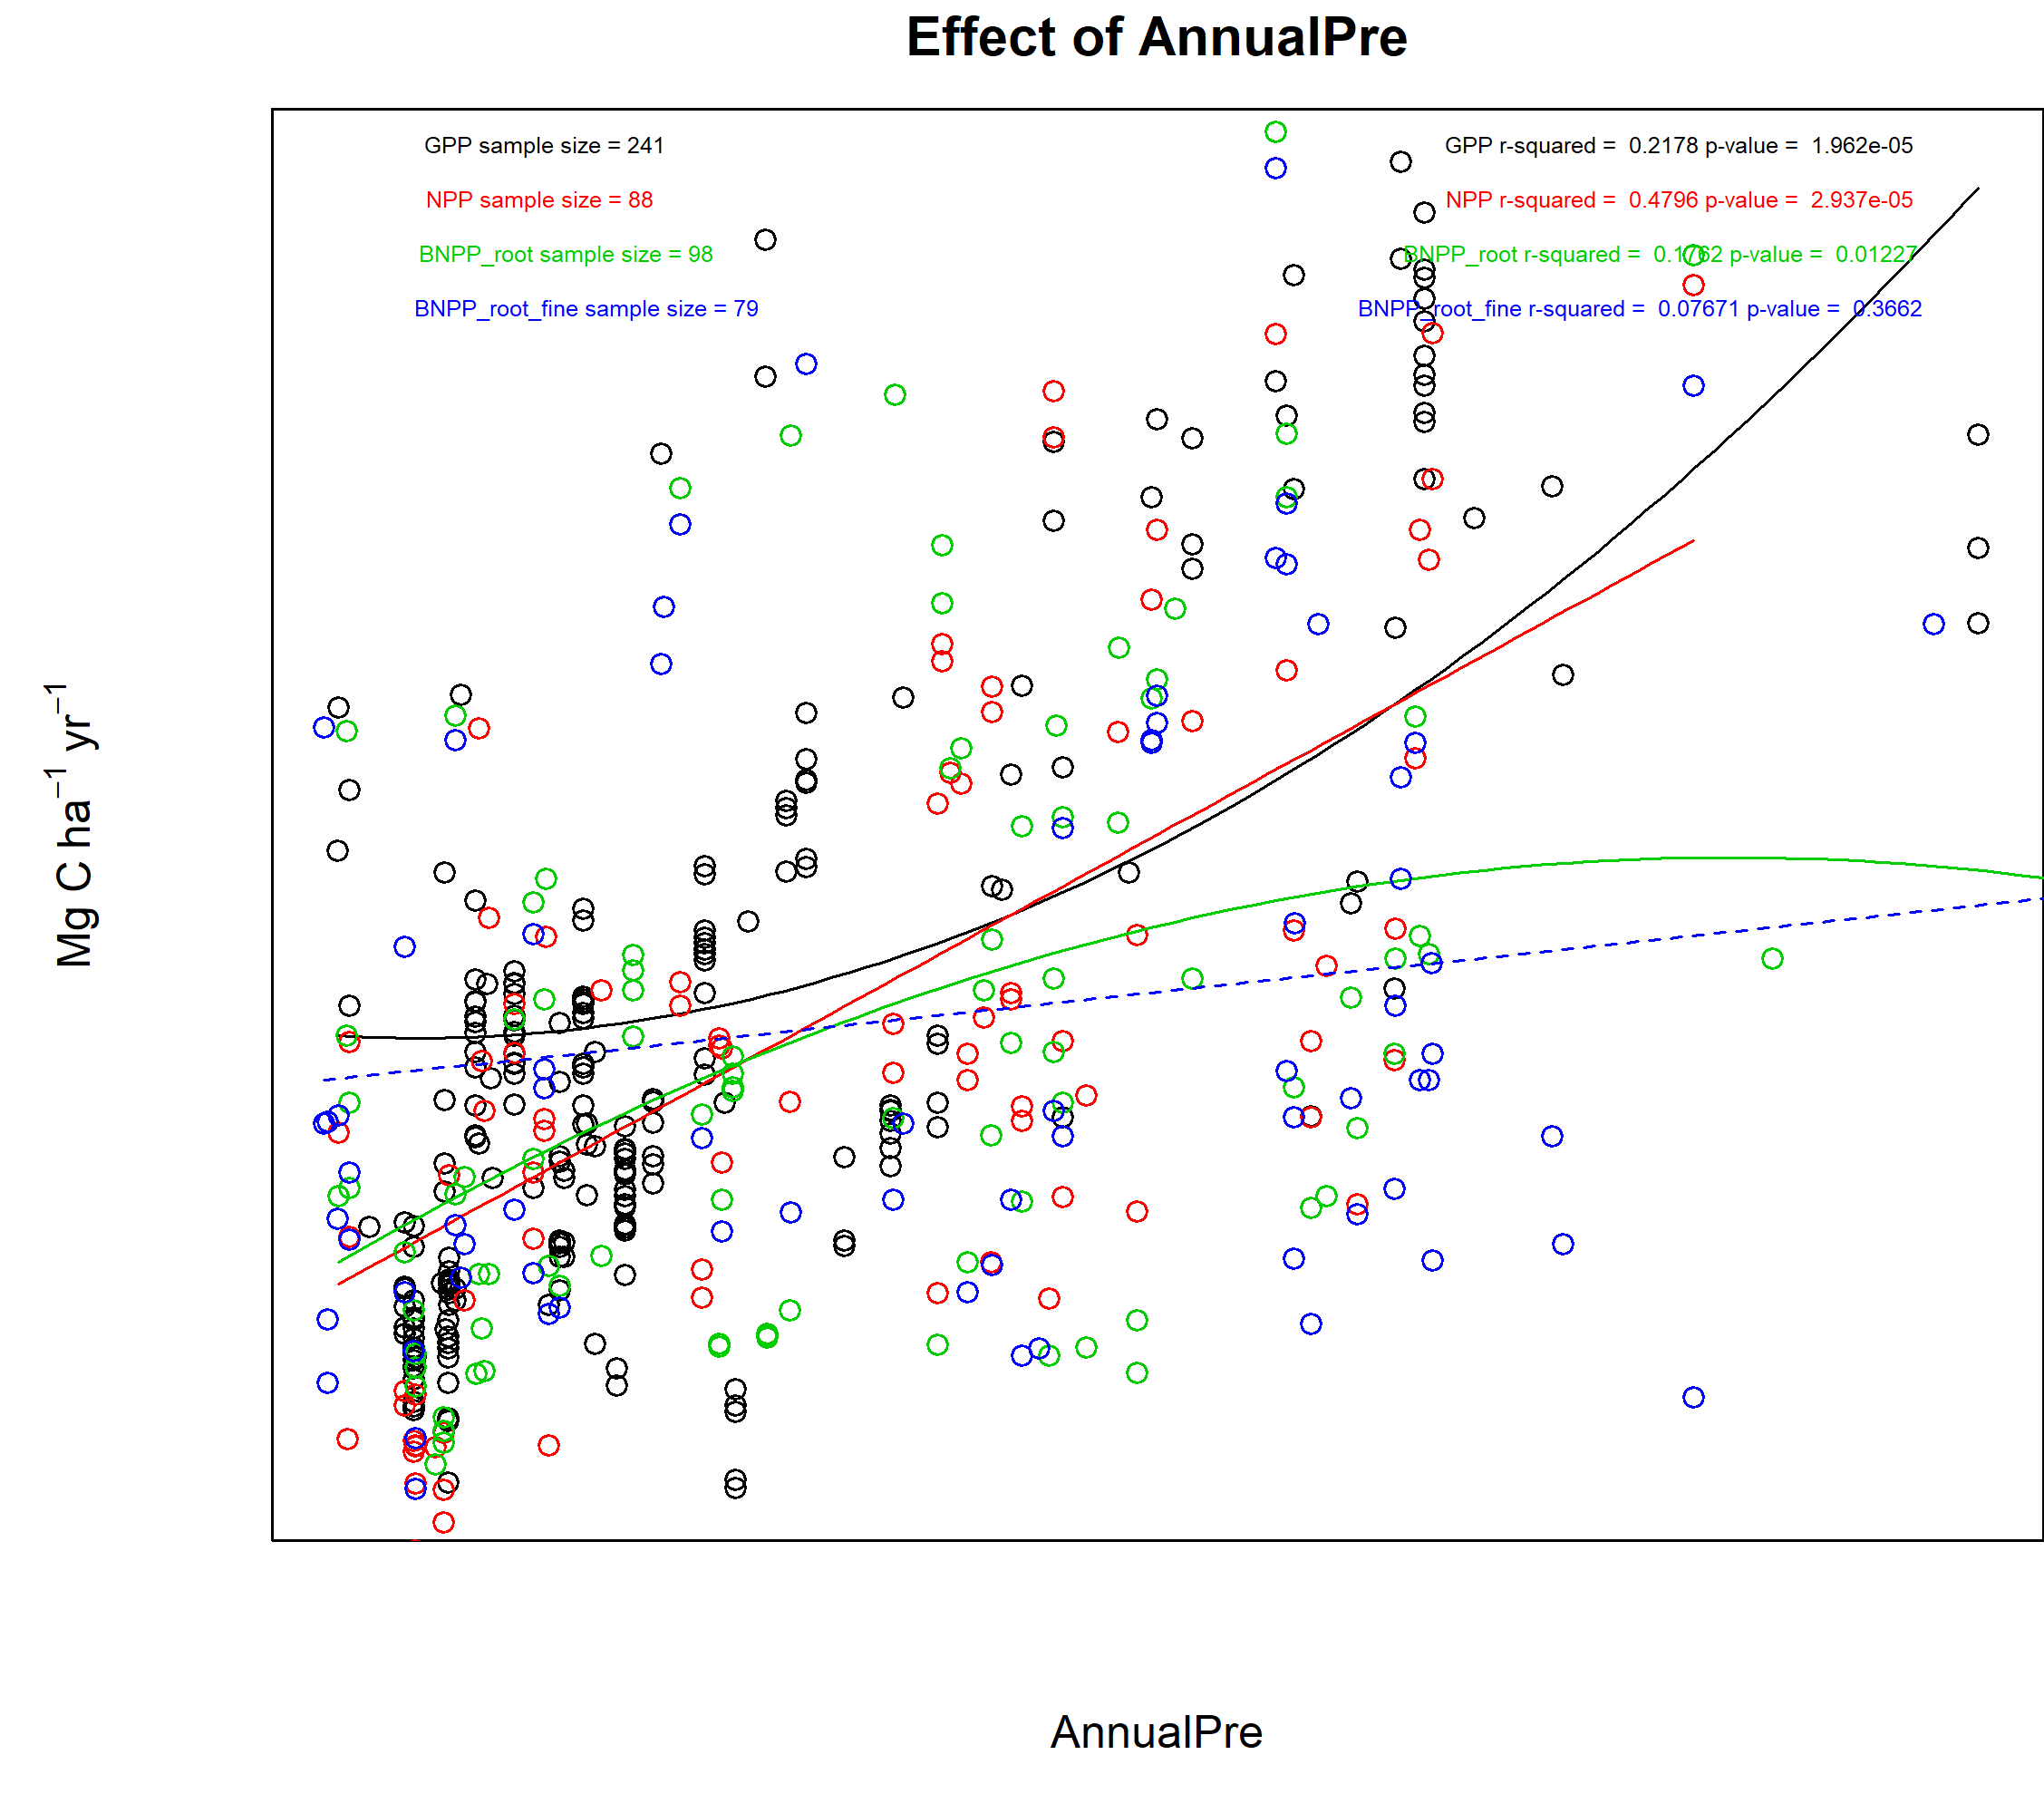 Effect of AnnualPre
GPP sample size = 241
NPP sample size = 88
BNPP_root sample size = 98
BNPP_root_fine sample size = 79
GPP r-squared =  0.2178 p-value =  1.962e-05
NPP r-squared =  0.4796 p-value =  2.937e-05
BNPP_root r-squared =  0.1762 p-value =  0.01227
BNPP_root_fine r-squared =  0.07671 p-value =  0.3662
Mg C ha⁻¹ yr⁻¹
AnnualPre